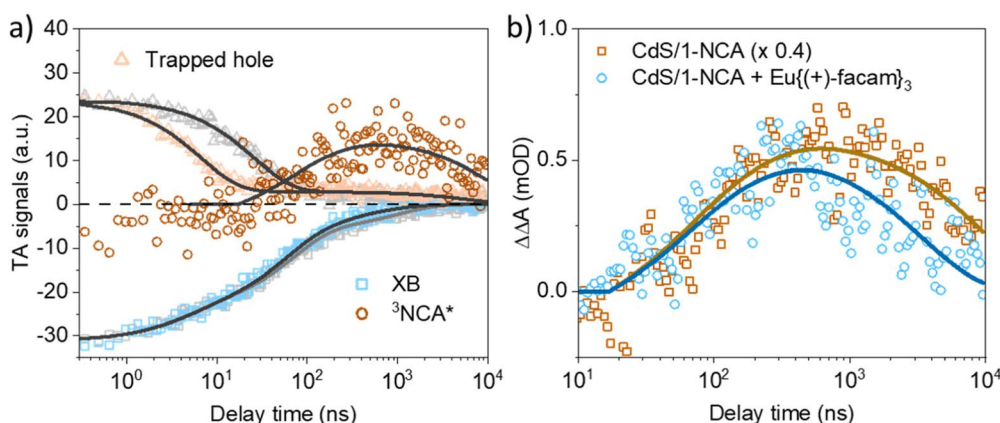 a)
Trapped hole
XB
³NCA*
TA signals (a.u.)
40
30
20
10
0
-10
-20
-30
10⁰ 10¹ 10² 10³ 10⁴
Delay time (ns)
b)
CdS/1-NCA (x 0.4)
CdS/1-NCA + Eu{(+)-facam}₃
ΔΔA (mOD)
1.0
0.5
0.0
10¹ 10² 10³ 10⁴
Delay time (ns)